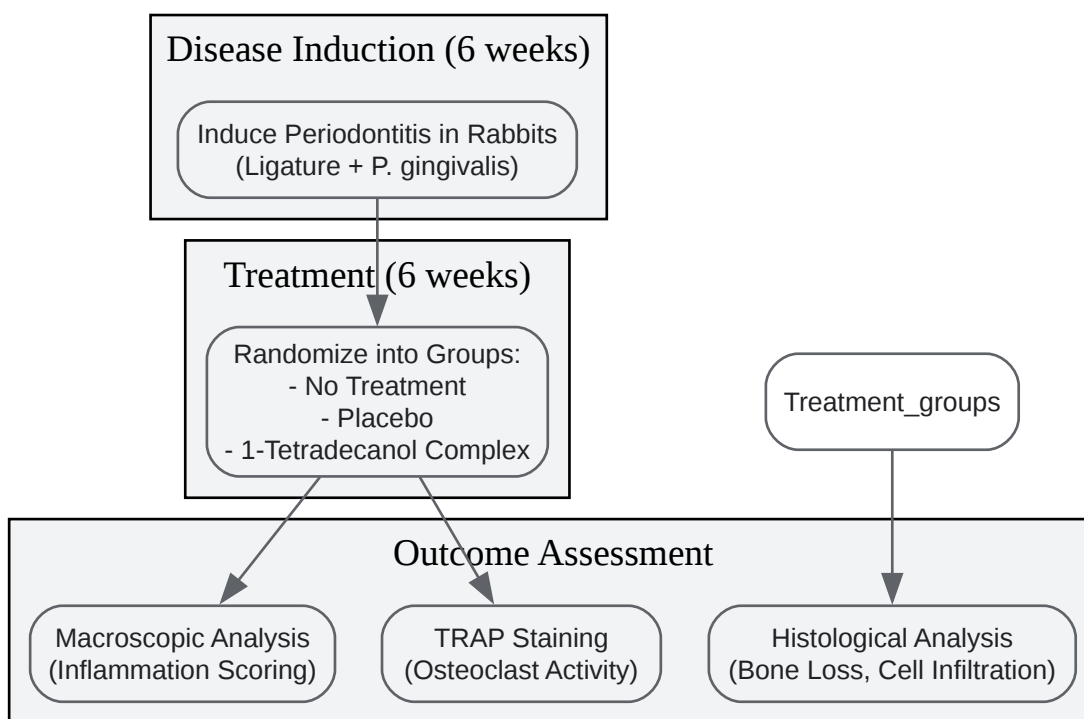 Disease Induction (6 weeks)
Induce Periodontitis in Rabbits
(Ligature + P. gingivalis)
Treatment (6 weeks)
Randomize into Groups:
- No Treatment
- Placebo
- 1-Tetradecanol Complex
Treatment_groups
Outcome Assessment
Macroscopic Analysis
(Inflammation Scoring)
TRAP Staining
(Osteoclast Activity)
Histological Analysis
(Bone Loss, Cell Infiltration)